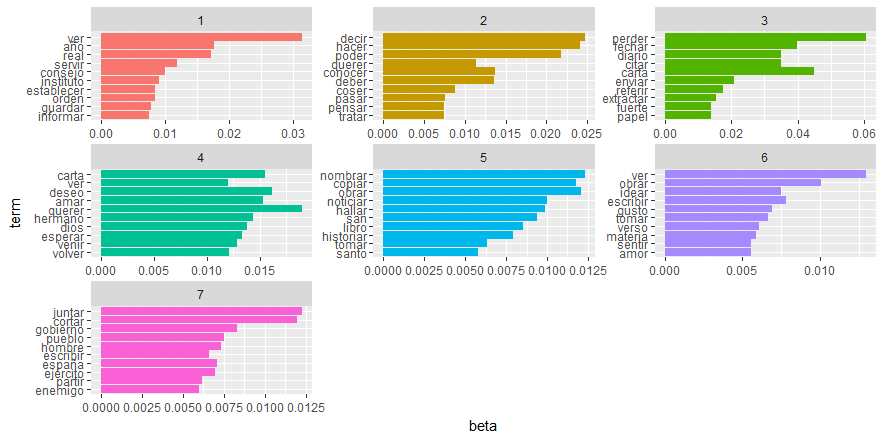 1
2
3
ver
año
real
servir
consejo
instituto
establecer
orden
guardar
informar
0.00
0.01
0.02
0.03
decir
hacer
poder
querer
conocer
deber
coser
pasar
pensar
tratar
0.000
0.005
0.010
0.015
0.020
0.025
perder
fechar
diario
citar
carta
enviar
referir
extractar
fuerte
papel
0.00
0.02
0.04
0.06
4
5
6
carta
ver
deseo
amar
querer
hermano
dios
esperar
venir
volver
0.000
0.005
0.010
0.015
nombrar
copiar
obrar
noticiar
hallar
san
libro
historiar
tomar
santo
0.0000
0.0025
0.0050
0.0075
0.0100
0.0125
ver
obrar
idear
escribir
gusto
tomar
verso
materia
sentir
amor
0.000
0.010
term
7
juntar
cortar
gobierno
pueblo
hombre
escribir
españa
ejército
partir
enemigo
0.0000
0.0025
0.0050
0.0075
0.0100
0.0125
beta